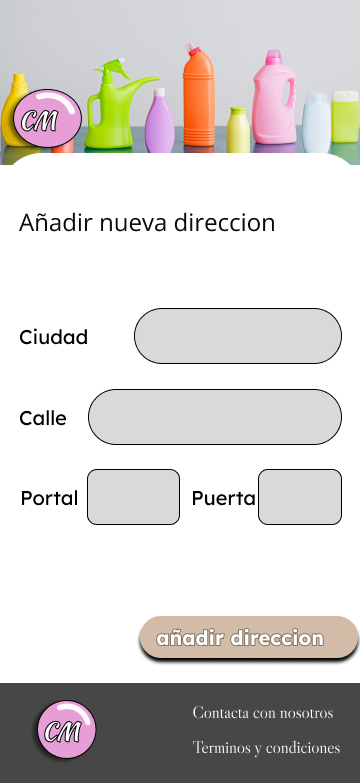 CM
Añadir nueva direccion
Ciudad
Calle
Portal Puerta
añadir direccion
CM
Contacta con nosotros
Terminos y condiciones